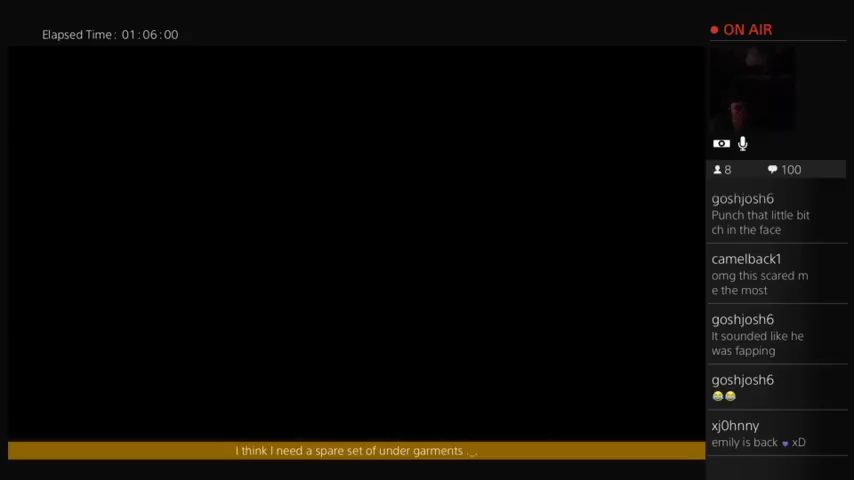 Elapsed Time: 01:06:00
ON AIR
8 100
goshjosh6
Punch that little bit
ch in the face
camelback1
omg this scared m
e the most
goshjosh6
It sounded like he
was fapping
goshjosh6
😂😂
xj0hnny
emily is back 💜 xD
I think I need a spare set of under garments ._.